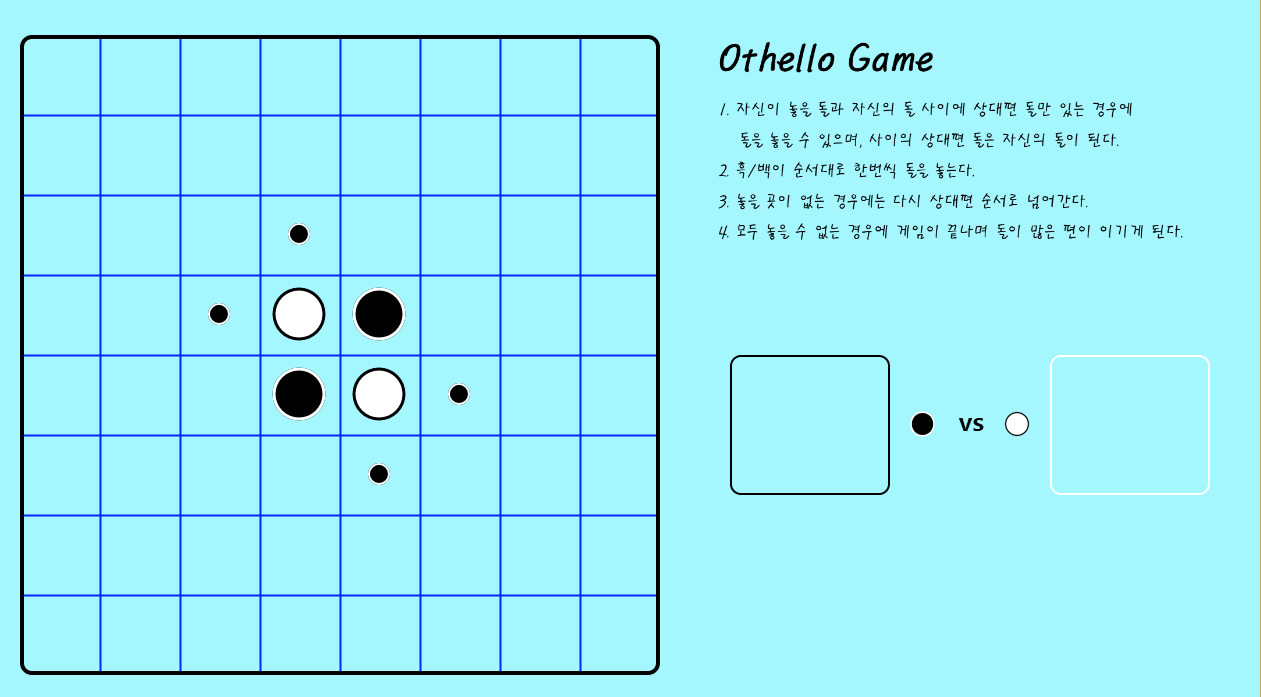 Othello Game
1. 자신이 놓을 돌과 자신의 돌 사이에 상대편 돌만 있는 경우에
돌을 놓을 수 있으며, 사이의 상대편 돌은 자신의 돌이 된다.
2. 흑/백이 순서대로 한번씩 돌을 놓는다.
3. 놓을 곳이 없는 경우에는 다시 상대편 순서로 넘어간다.
4. 모두 놓을 수 없는 경우에 게임이 끝나며 돌이 많은 편이 이기게 된다.
VS